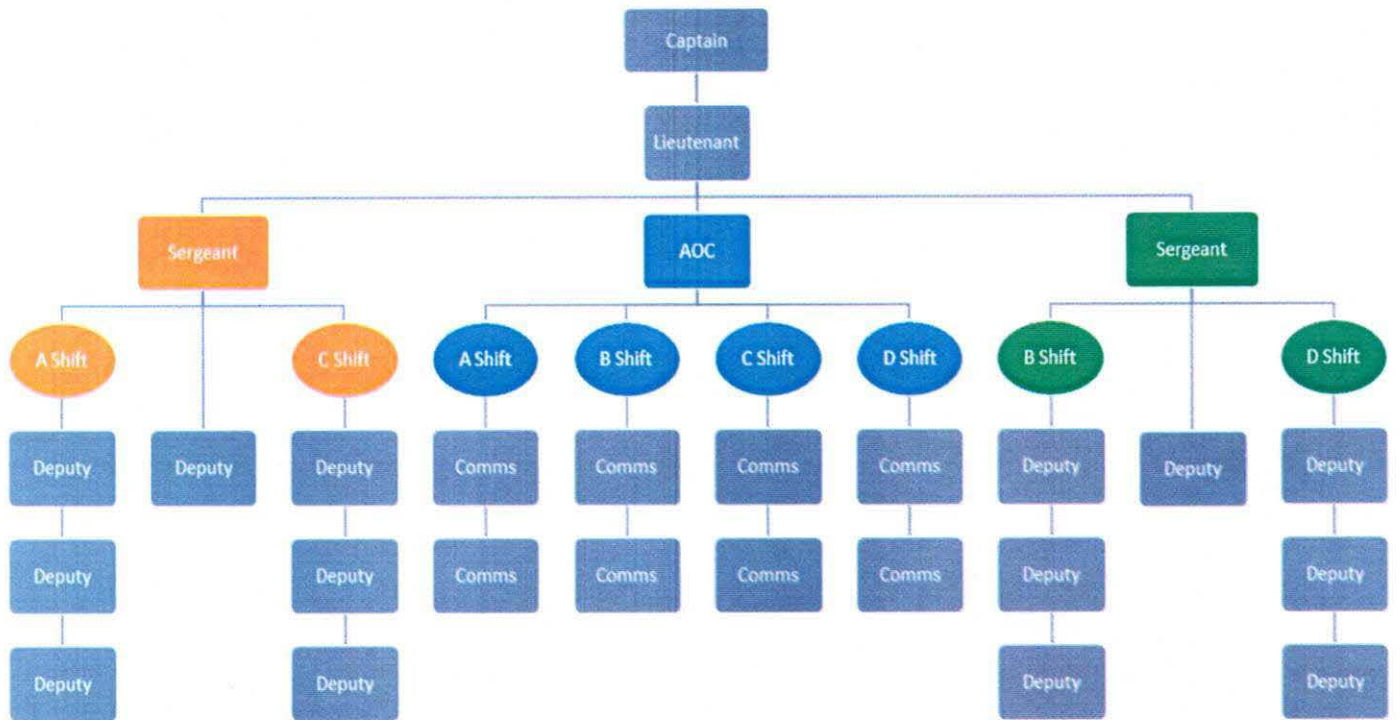 Captain
Lieutenant
Sergeant AOC Sergeant
A Shift C Shift A Shift B Shift C Shift D Shift B Shift D Shift
Deputy Deputy Deputy Comms Comms Comms Comms Deputy Deputy Deputy
Deputy Deputy Comms Comms Comms Comms Deputy Deputy
Deputy Deputy Deputy Deputy